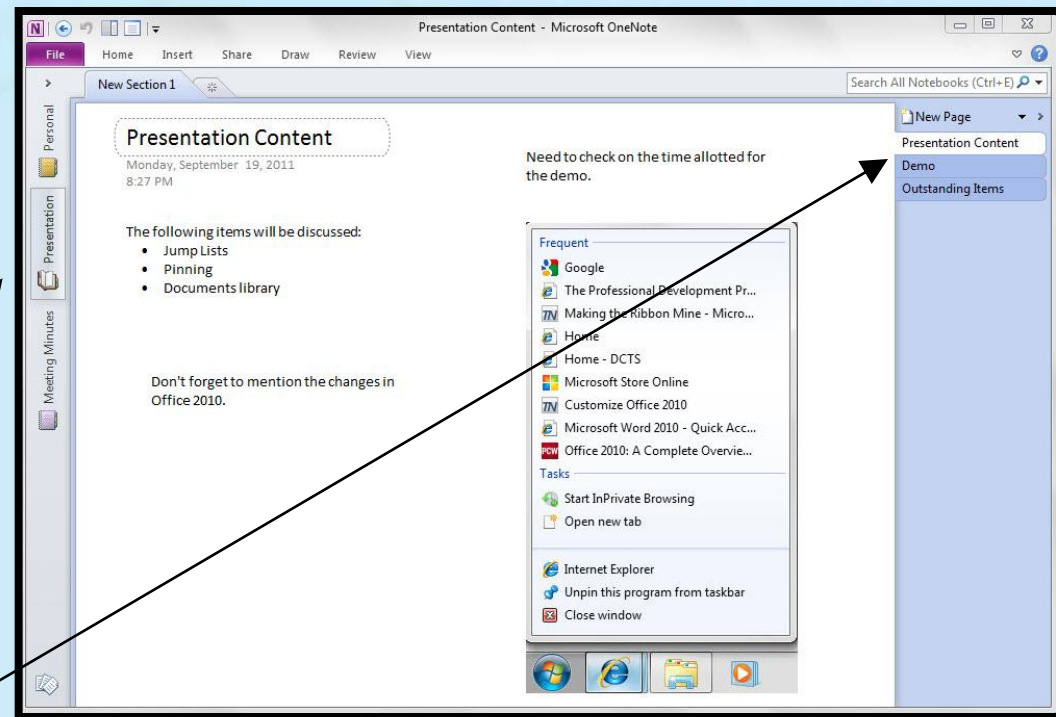 Presentation Content - Microsoft OneNote
File Home Insert Share Draw Review View
New Section 1
Search All Notebooks (Ctrl+E)
Personal
Presentation
Meeting Minutes
Presentation Content
Monday, September 19, 2011
8:27 PM
The following items will be discussed:
• Jump Lists
• Pinning
• Documents library
Don't forget to mention the changes in
Office 2010.
Need to check on the time allotted for
the demo.
Frequent
Google
The Professional Development Pr...
TN Making the Ribbon Mine - Micro...
Home
Home - DCTS
Microsoft Store Online
TN Customize Office 2010
Microsoft Word 2010 - Quick Acc...
PCW Office 2010: A Complete Overvie...
Tasks
Start InPrivate Browsing
Open new tab
Internet Explorer
Unpin this program from taskbar
Close window
New Page
Presentation Content
Demo
Outstanding Items